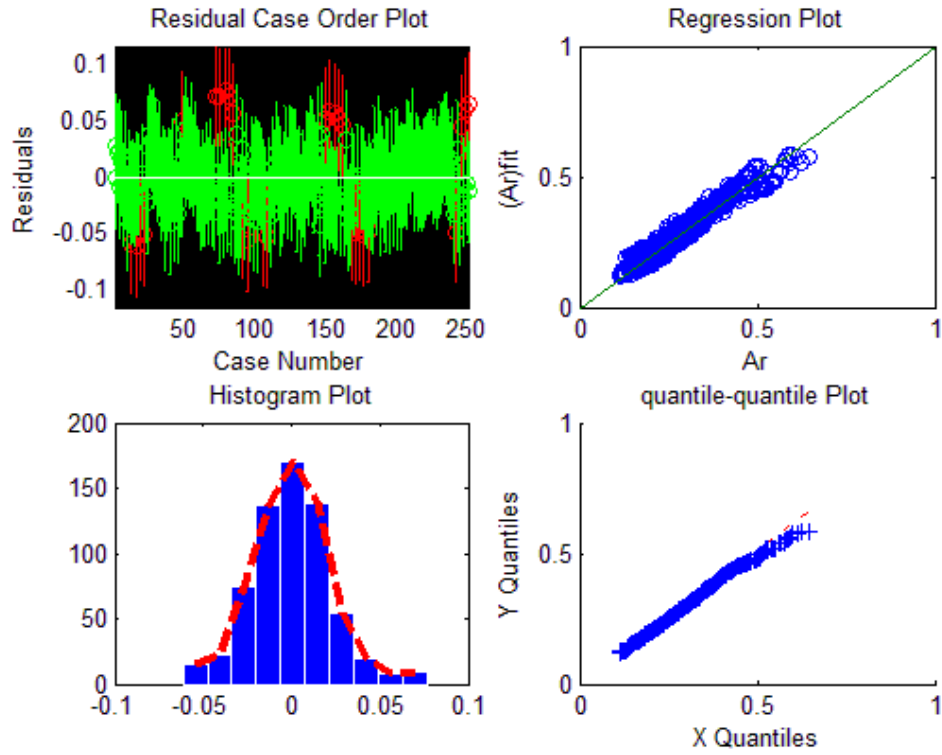 Residual Case Order Plot
Residuals
0.1
0.05
0
-0.05
-0.1
50 100 150 200 250
Case Number
Regression Plot
(Ar)fit
1
0.5
0
0 0.5 1
Ar
Histogram Plot
200
150
100
50
0
-0.1 -0.05 0 0.05 0.1
quantile-quantile Plot
Y Quantiles
1
0.5
0
0 0.5 1
X Quantiles